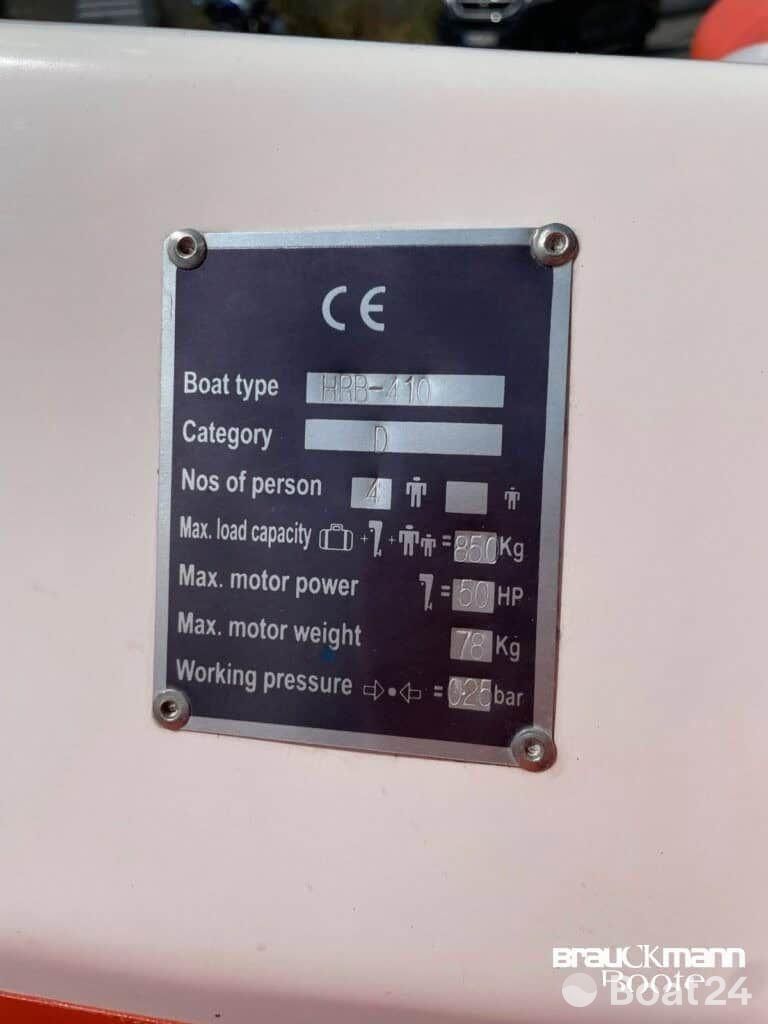 CE
Boat type HRB-410
Category D
Nos of person 4
Max. load capacity + + = 850 Kg
Max. motor power = 50 HP
Max. motor weight 78 Kg
Working pressure = 0.25 bar
brauCkmann
Boote
Boat24